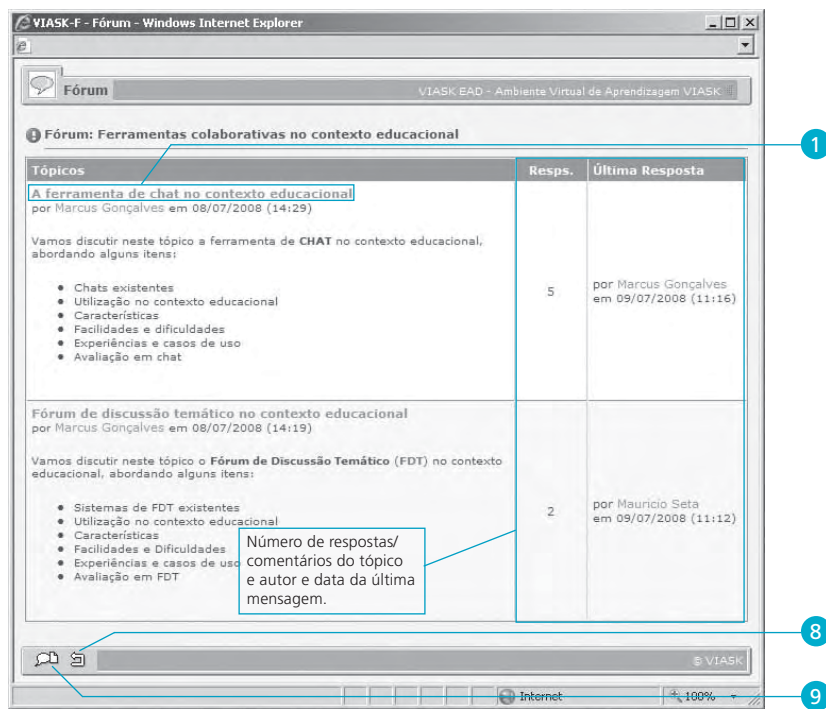 VIASK-F - Fórum - Windows Internet Explorer
Fórum
VIASK EAD - Ambiente Virtual de Aprendizagem VIASK
Fórum: Ferramentas colaborativas no contexto educacional
1
Tópicos Resps. Última Resposta
A ferramenta de chat no contexto educacional
por Marcus Gonçalves em 08/07/2008 (14:29)
Vamos discutir neste tópico a ferramenta de CHAT no contexto educacional,
abordando alguns itens:
• Chats existentes
• Utilização no contexto educacional
• Características
• Facilidades e dificuldades
• Experiências e casos de uso
• Avaliação em chat
5
por Marcus Gonçalves
em 09/07/2008 (11:16)
Fórum de discussão temático no contexto educacional
por Marcus Gonçalves em 08/07/2008 (14:19)
Vamos discutir neste tópico o Fórum de Discussão Temático (FDT) no contexto
educacional, abordando alguns itens:
• Sistemas de FDT existentes
• Utilização no contexto educacional
• Características
• Facilidades e Dificuldades
• Experiências e casos de uso
• Avaliação em FDT
2
por Mauricio Seta
em 09/07/2008 (11:12)
Número de respostas/
comentários do tópico
e autor e data da última
mensagem.
8
© VIASK
Internet 100%
9